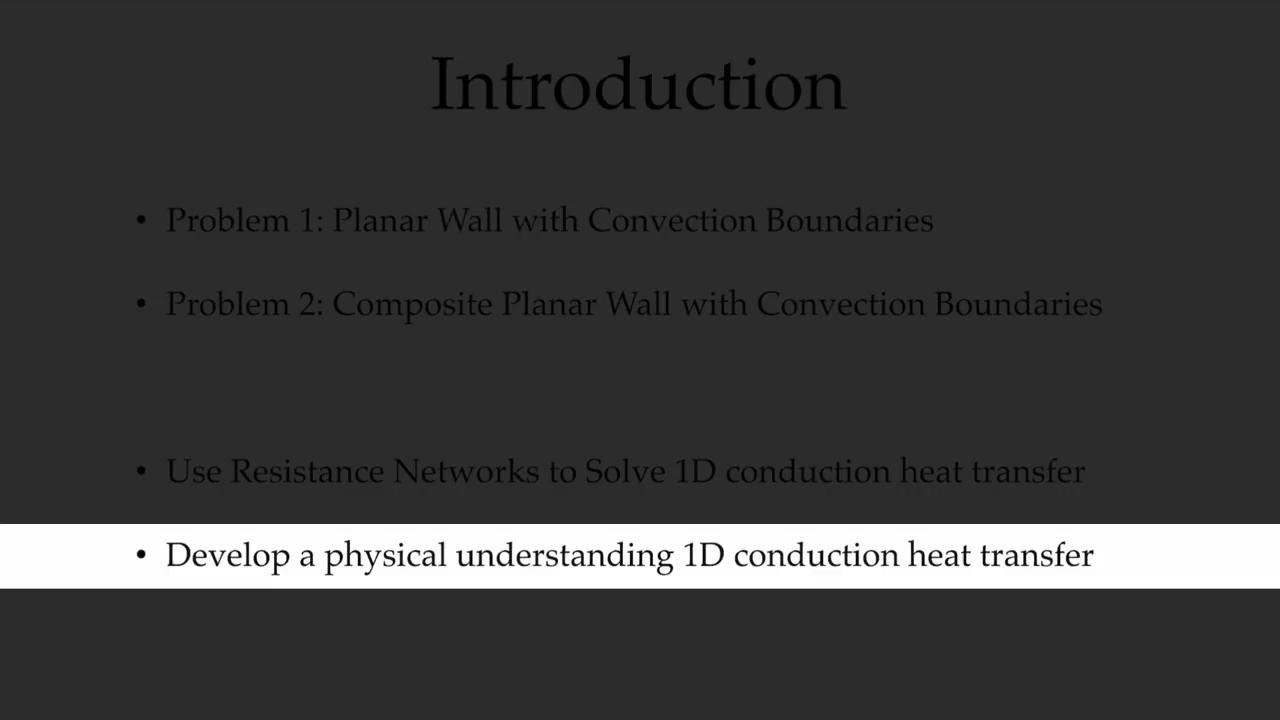 Introduction
• Problem 1: Planar Wall with Convection Boundaries
• Problem 2: Composite Planar Wall with Convection Boundaries
• Use Resistance Networks to Solve 1D conduction heat transfer
• Develop a physical understanding 1D conduction heat transfer